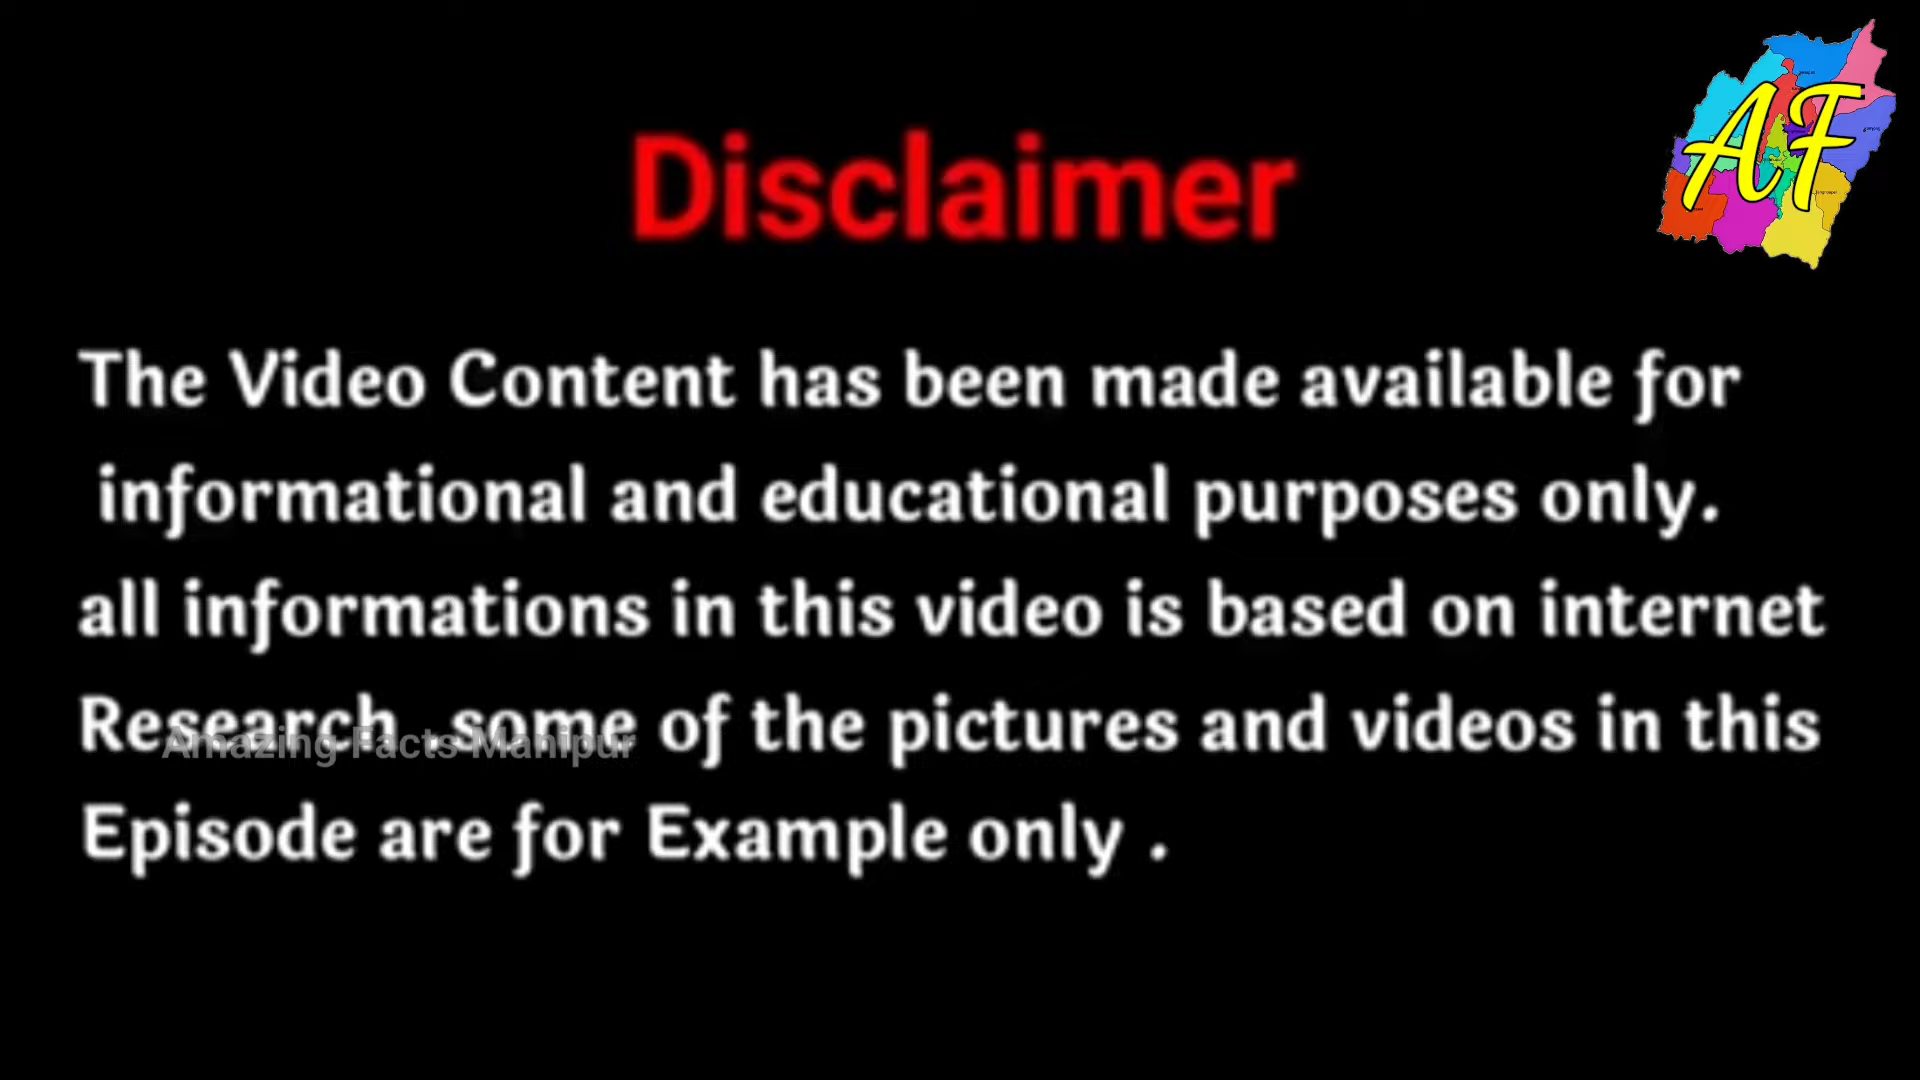 AF
Disclaimer
The Video Content has been made available for
informational and educational purposes only.
all informations in this video is based on internet
Research .some of the pictures and videos in this
Amazing Facts Manipur
Episode are for Example only .